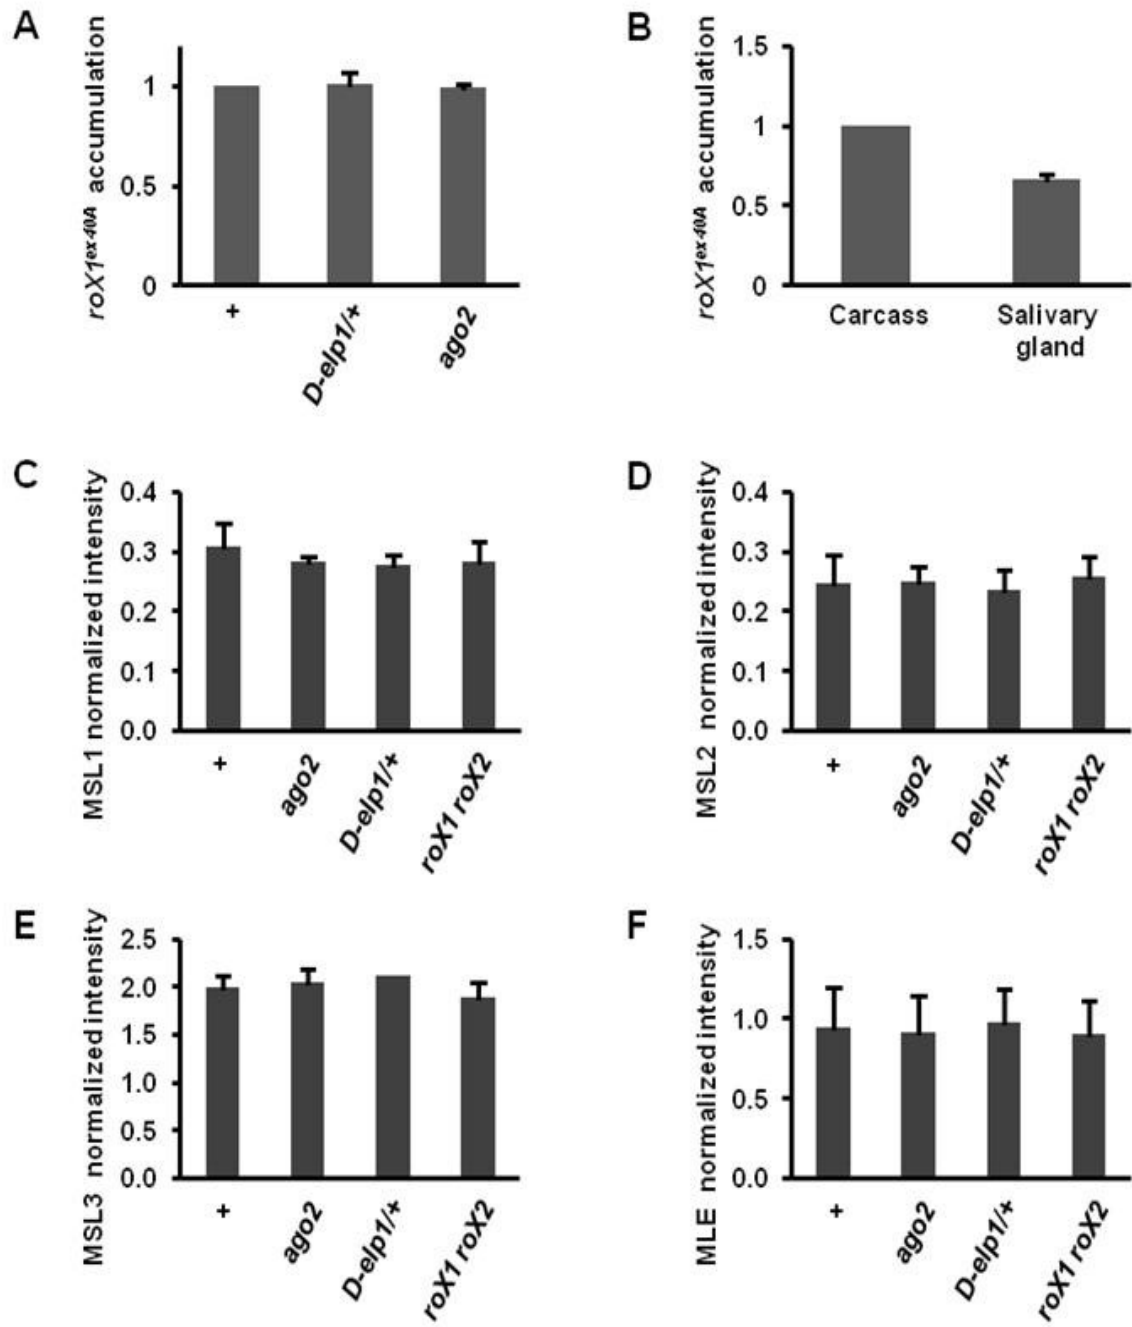 A
roX1ex40A accumulation
1
0.5
0
+
D-elp1/+
ago2
B
roX1ex40A accumulation
1.5
1
0.5
0
Carcass
Salivary
gland
C
MSL1 normalized intensity
0.4
0.3
0.2
0.1
0.0
+
ago2
D-elp1/+
roX1 roX2
D
MSL2 normalized intensity
0.4
0.3
0.2
0.1
0.0
+
ago2
D-elp1/+
roX1 roX2
E
MSL3 normalized intensity
2.5
2.0
1.5
1.0
0.5
0.0
+
ago2
D-elp1/+
roX1 roX2
F
MLE normalized intensity
1.5
1.0
0.5
0.0
+
ago2
D-elp1/+
roX1 roX2